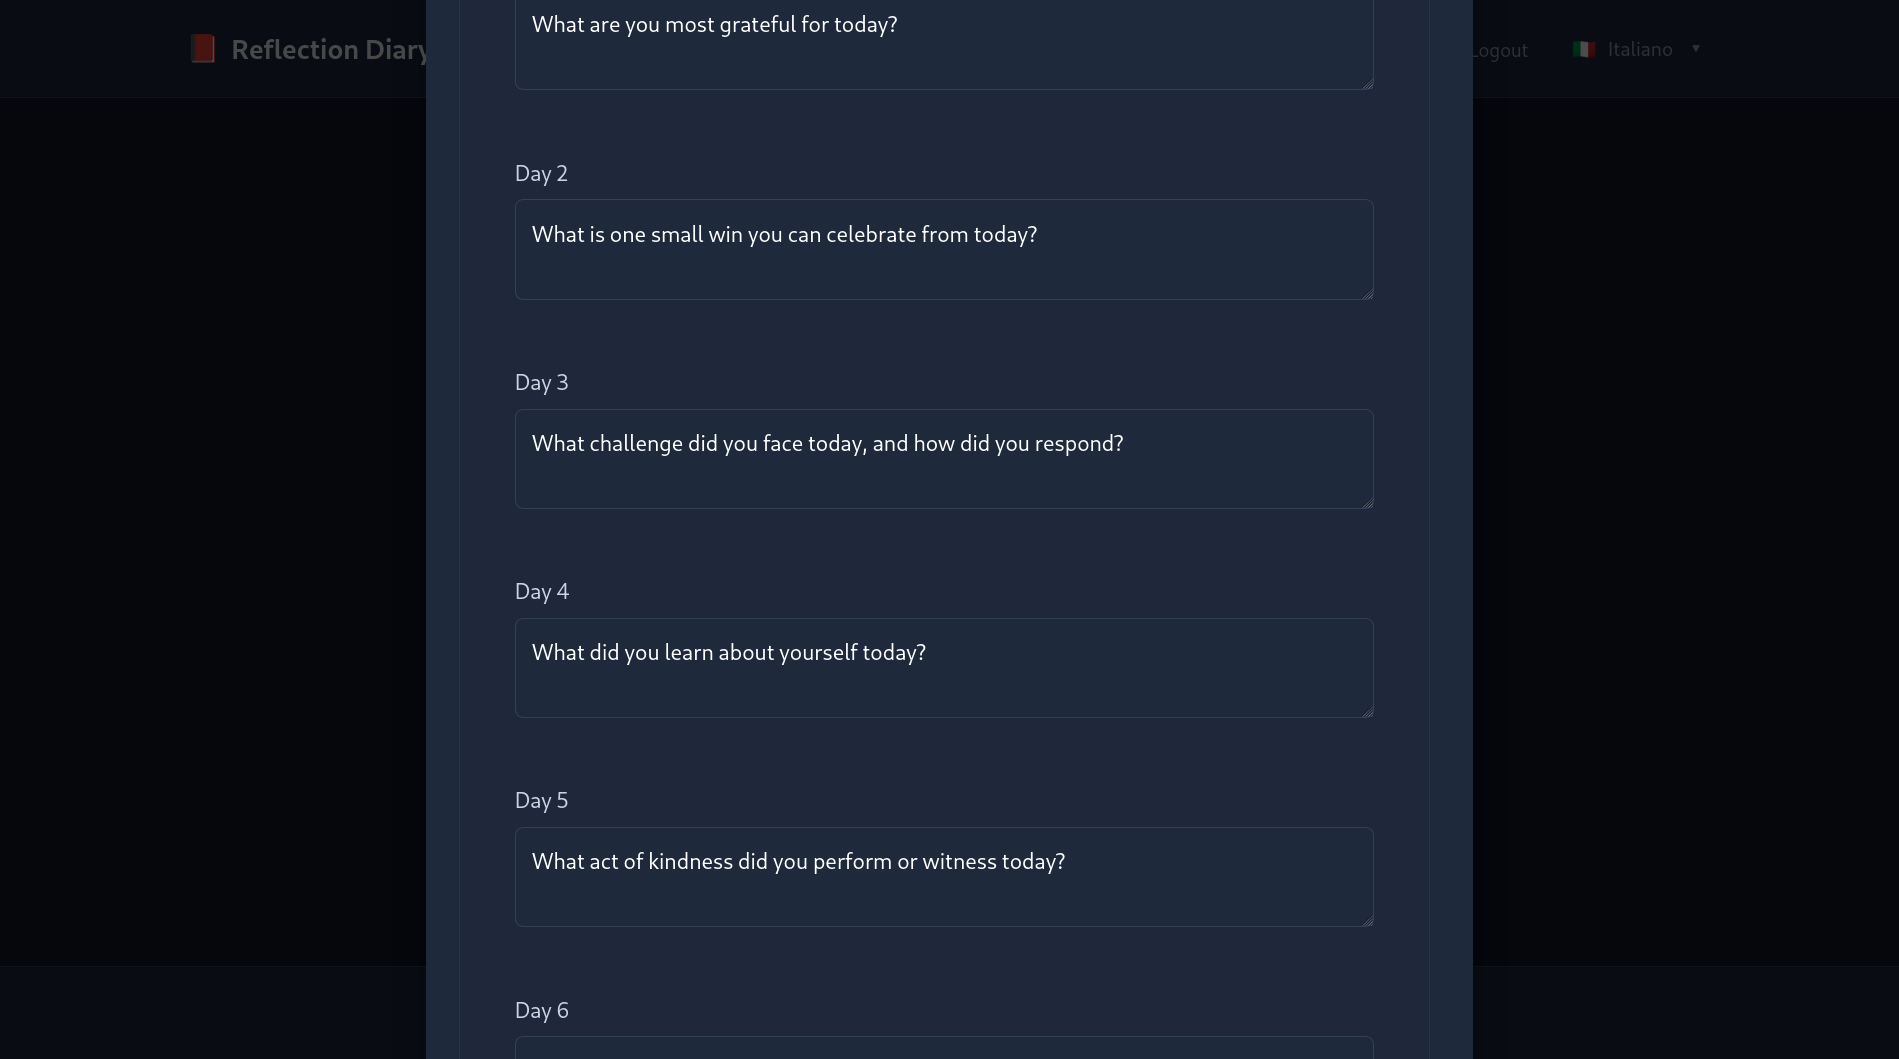 Reflection Diary
Logout
Italiano
What are you most grateful for today?
Day 2
What is one small win you can celebrate from today?
Day 3
What challenge did you face today, and how did you respond?
Day 4
What did you learn about yourself today?
Day 5
What act of kindness did you perform or witness today?
Day 6